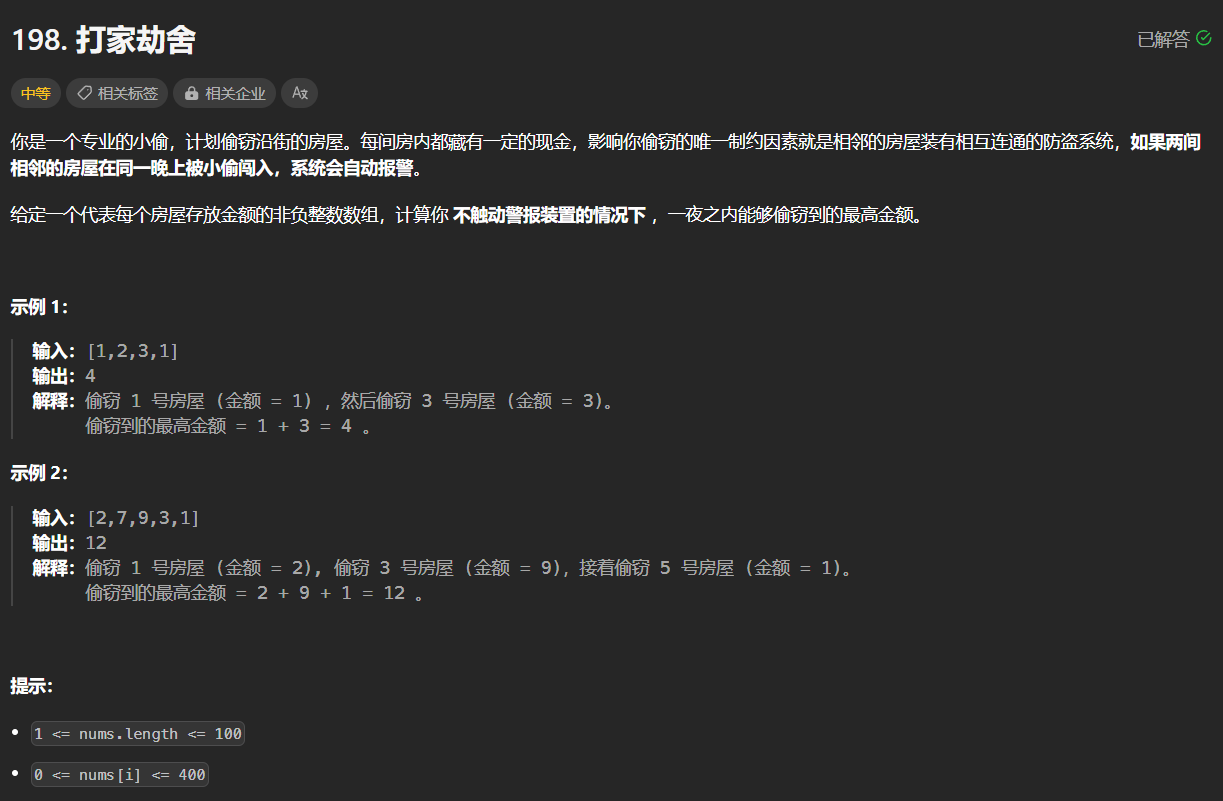 198. 打家劫舍
已解答
中等
相关标签
相关企业
你是一个专业的小偷，计划偷窃沿街的房屋。每间房内都藏有一定的现金，影响你偷窃的唯一制约因素就是相邻的房屋装有相互连通的防盗系统，如果两间
相邻的房屋在同一晚上被小偷闯入，系统会自动报警。
给定一个代表每个房屋存放金额的非负整数数组，计算你 不触动警报装置的情况下 ，一夜之内能够偷窃到的最高金额。
示例 1：
输入：[1,2,3,1]
输出：4
解释：偷窃 1 号房屋 (金额 = 1) ，然后偷窃 3 号房屋 (金额 = 3)。
偷窃到的最高金额 = 1 + 3 = 4 。
示例 2：
输入：[2,7,9,3,1]
输出：12
解释：偷窃 1 号房屋 (金额 = 2), 偷窃 3 号房屋 (金额 = 9)，接着偷窃 5 号房屋 (金额 = 1)。
偷窃到的最高金额 = 2 + 9 + 1 = 12 。
提示：
1 <= nums.length <= 100
0 <= nums[i] <= 400